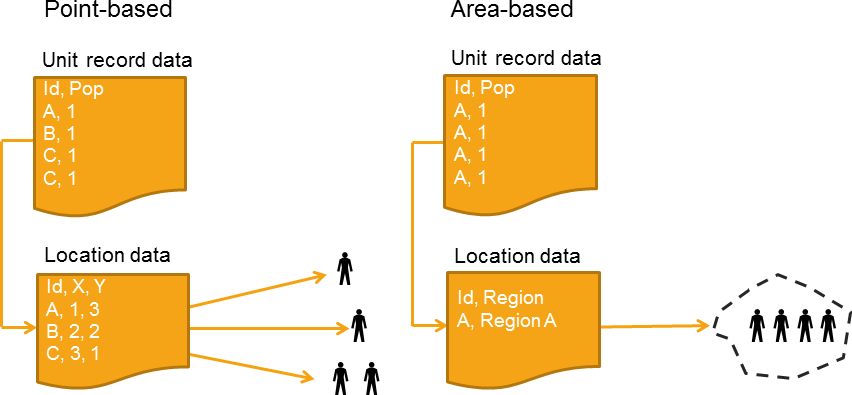 Point-based
Unit record data
Id, Pop
A, 1
B, 1
C, 1
C, 1
Location data
Id, X, Y
A, 1, 3
B, 2, 2
C, 3, 1
Area-based
Unit record data
Id, Pop
A, 1
A, 1
A, 1
A, 1
Location data
Id, Region
A, Region A